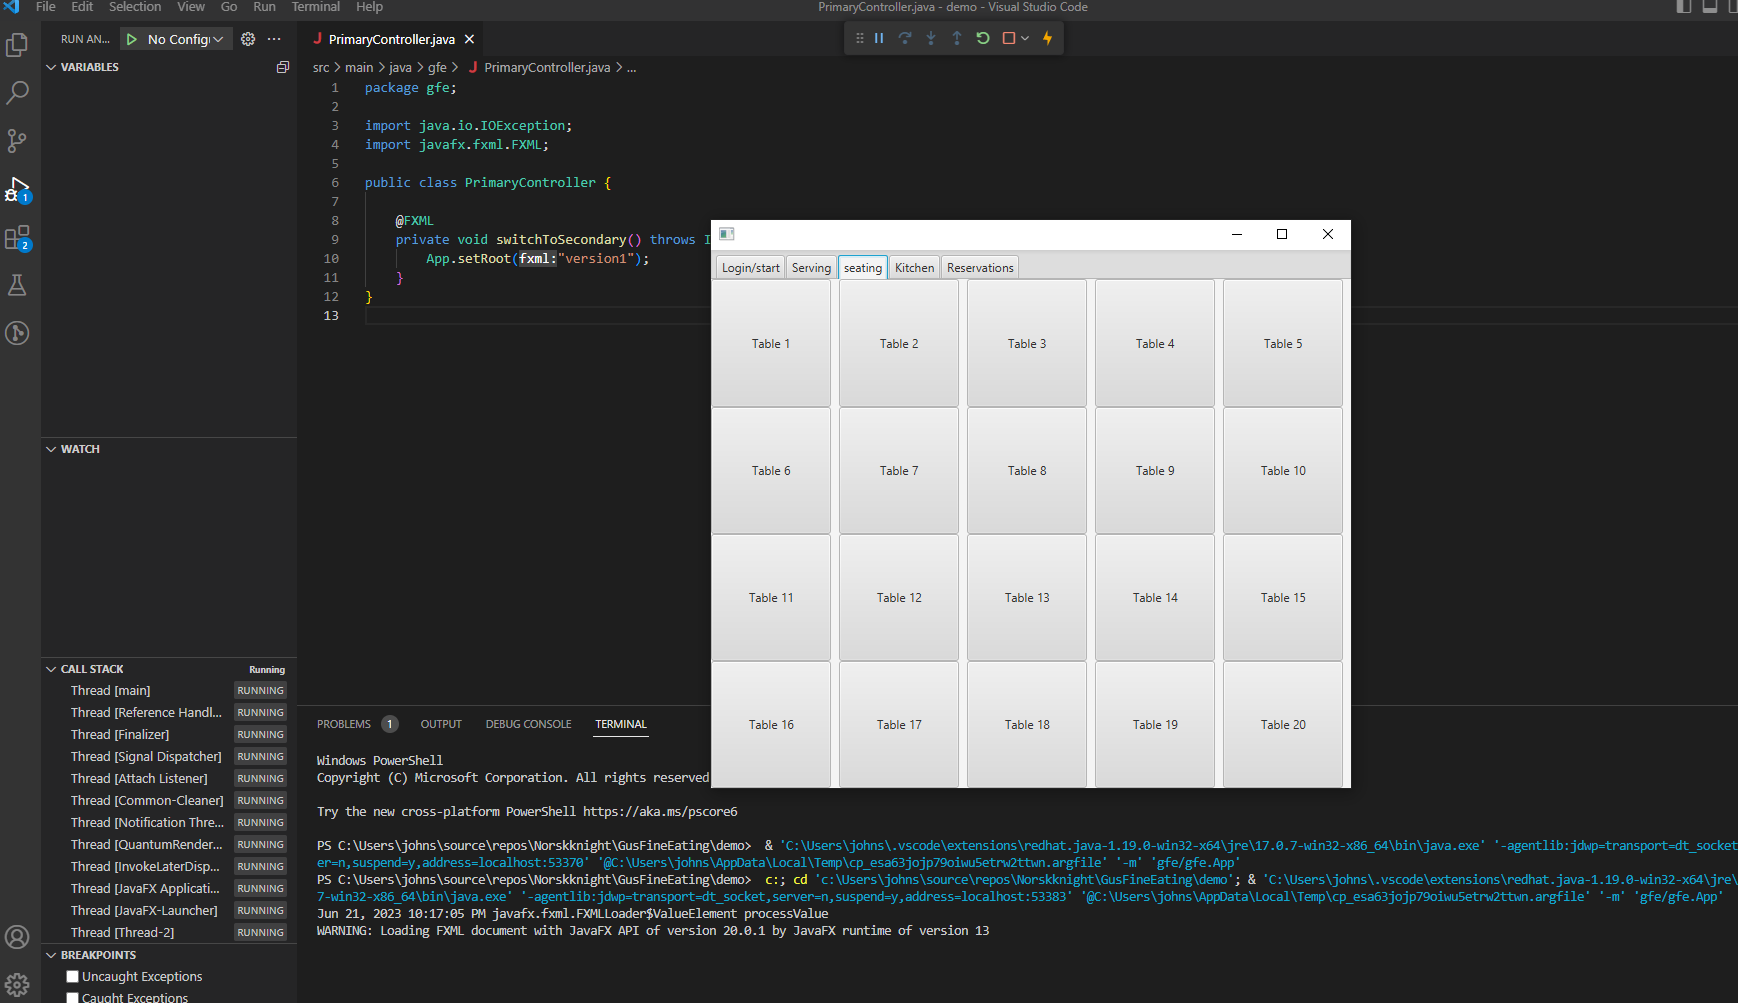 File Edit Selection View Go Run Terminal Help
PrimaryController.java - demo - Visual Studio Code
RUN AN... No Config
PrimaryController.java
VARIABLES
src > main > java > gfe > PrimaryController.java > ...
1 package gfe;
2
3 import java.io.IOException;
4 import javafx.fxml.FXML;
5
6 public class PrimaryController {
7
8 @FXML
9 private void switchToSecondary() throws I
10 App.setRoot(fxml:"version1");
11 }
12 }
13
1
2
Login/start Serving seating Kitchen Reservations
Table 1 Table 2 Table 3 Table 4 Table 5
Table 6 Table 7 Table 8 Table 9 Table 10
Table 11 Table 12 Table 13 Table 14 Table 15
Table 16 Table 17 Table 18 Table 19 Table 20
WATCH
CALL STACK Running
Thread [main] RUNNING
Thread [Reference Handl... RUNNING
Thread [Finalizer] RUNNING
Thread [Signal Dispatcher] RUNNING
Thread [Attach Listener] RUNNING
Thread [Common-Cleaner] RUNNING
Thread [Notification Thre... RUNNING
Thread [QuantumRender... RUNNING
Thread [InvokeLaterDisp... RUNNING
Thread [JavaFX Applicati... RUNNING
Thread [JavaFX-Launcher] RUNNING
Thread [Thread-2] RUNNING
BREAKPOINTS
Uncaught Exceptions
Caught Exceptions
PROBLEMS 1 OUTPUT DEBUG CONSOLE TERMINAL
Windows PowerShell
Copyright (C) Microsoft Corporation. All rights reserved
Try the new cross-platform PowerShell https://aka.ms/pscore6
PS C:\Users\johns\source\repos\Norskknight\GusFineEating\demo> & 'C:\Users\johns\.vscode\extensions\redhat.java-1.19.0-win32-x64\jre\17.0.7-win32-x86_64\bin\java.exe' '-agentlib:jdwp=transport=dt_socket
er=n,suspend=y,address=localhost:53370' '@C:\Users\johns\AppData\Local\Temp\cp_esa63jojp79oiwu5etrw2ttwn.argfile' '-m' 'gfe/gfe.App'
PS C:\Users\johns\source\repos\Norskknight\GusFineEating\demo> c:; cd 'c:\Users\johns\source\repos\Norskknight\GusFineEating\demo'; & 'C:\Users\johns\.vscode\extensions\redhat.java-1.19.0-win32-x64\jre\
7-win32-x86_64\bin\java.exe' '-agentlib:jdwp=transport=dt_socket,server=n,suspend=y,address=localhost:53383' '@C:\Users\johns\AppData\Local\Temp\cp_esa63jojp79oiwu5etrw2ttwn.argfile' '-m' 'gfe/gfe.App'
Jun 21, 2023 10:17:05 PM javafx.fxml.FXMLLoader$ValueElement processValue
WARNING: Loading FXML document with JavaFX API of version 20.0.1 by JavaFX runtime of version 13